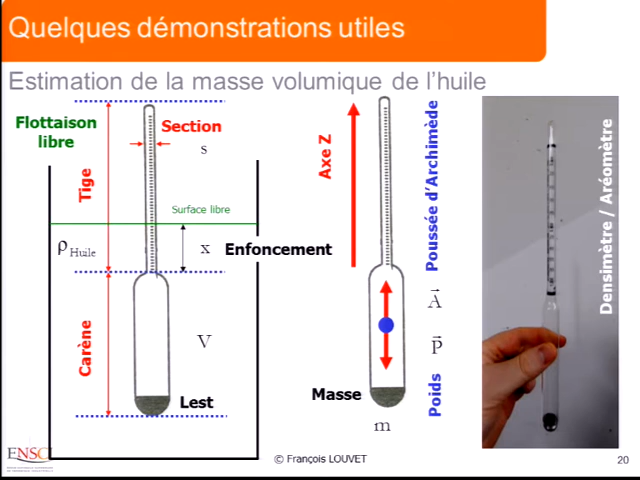 Quelques démonstrations utiles
Estimation de la masse volumique de l'huile
Flottaison
libre
Section
s
Tige
Surface libre
ρ Huile
x
Enfoncement
Carène
V
Lest
Axe Z
Poussée d'Archimède
A
P
Poids
Masse
m
Densimètre / Aréomètre
ENSC
© François LOUVET
20